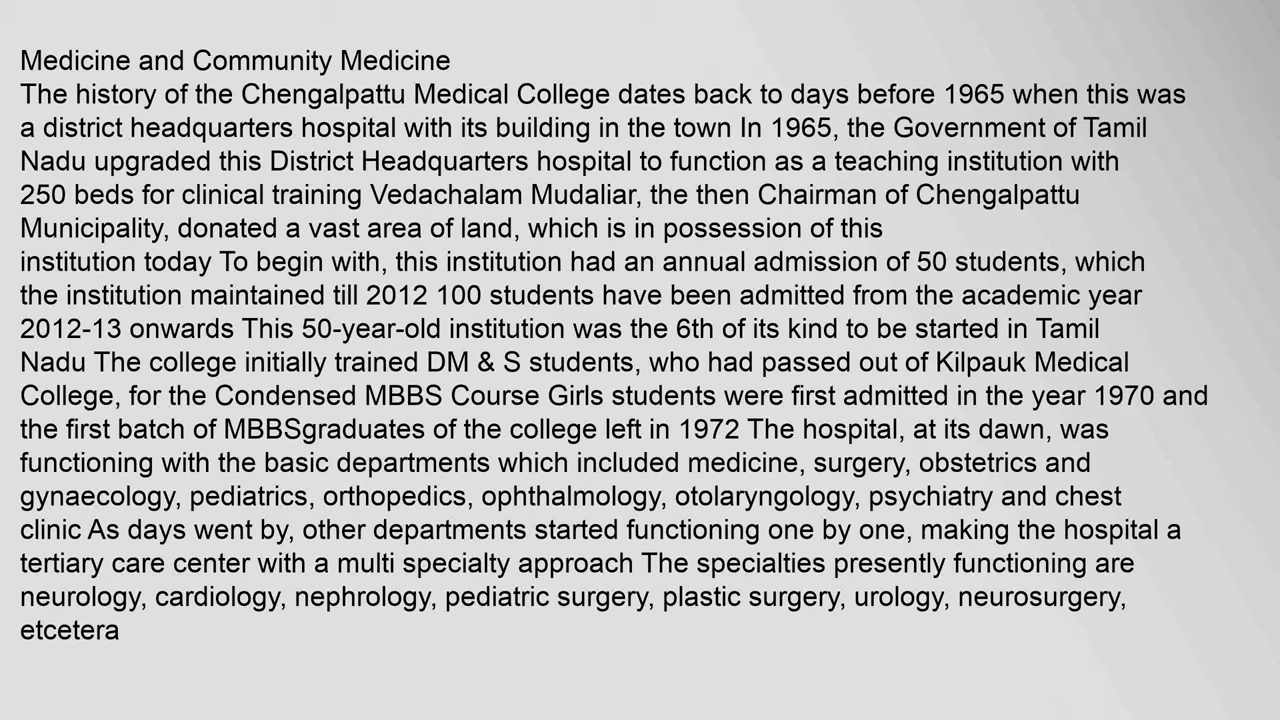 Medicine and Community Medicine
The history of the Chengalpattu Medical College dates back to days before 1965 when this was
a district headquarters hospital with its building in the town In 1965, the Government of Tamil
Nadu upgraded this District Headquarters hospital to function as a teaching institution with
250 beds for clinical training Vedachalam Mudaliar, the then Chairman of Chengalpattu
Municipality, donated a vast area of land, which is in possession of this
institution today To begin with, this institution had an annual admission of 50 students, which
the institution maintained till 2012 100 students have been admitted from the academic year
2012-13 onwards This 50-year-old institution was the 6th of its kind to be started in Tamil
Nadu The college initially trained DM & S students, who had passed out of Kilpauk Medical
College, for the Condensed MBBS Course Girls students were first admitted in the year 1970 and
the first batch of MBBSgraduates of the college left in 1972 The hospital, at its dawn, was
functioning with the basic departments which included medicine, surgery, obstetrics and
gynaecology, pediatrics, orthopedics, ophthalmology, otolaryngology, psychiatry and chest
clinic As days went by, other departments started functioning one by one, making the hospital a
tertiary care center with a multi specialty approach The specialties presently functioning are
neurology, cardiology, nephrology, pediatric surgery, plastic surgery, urology, neurosurgery,
etcetera